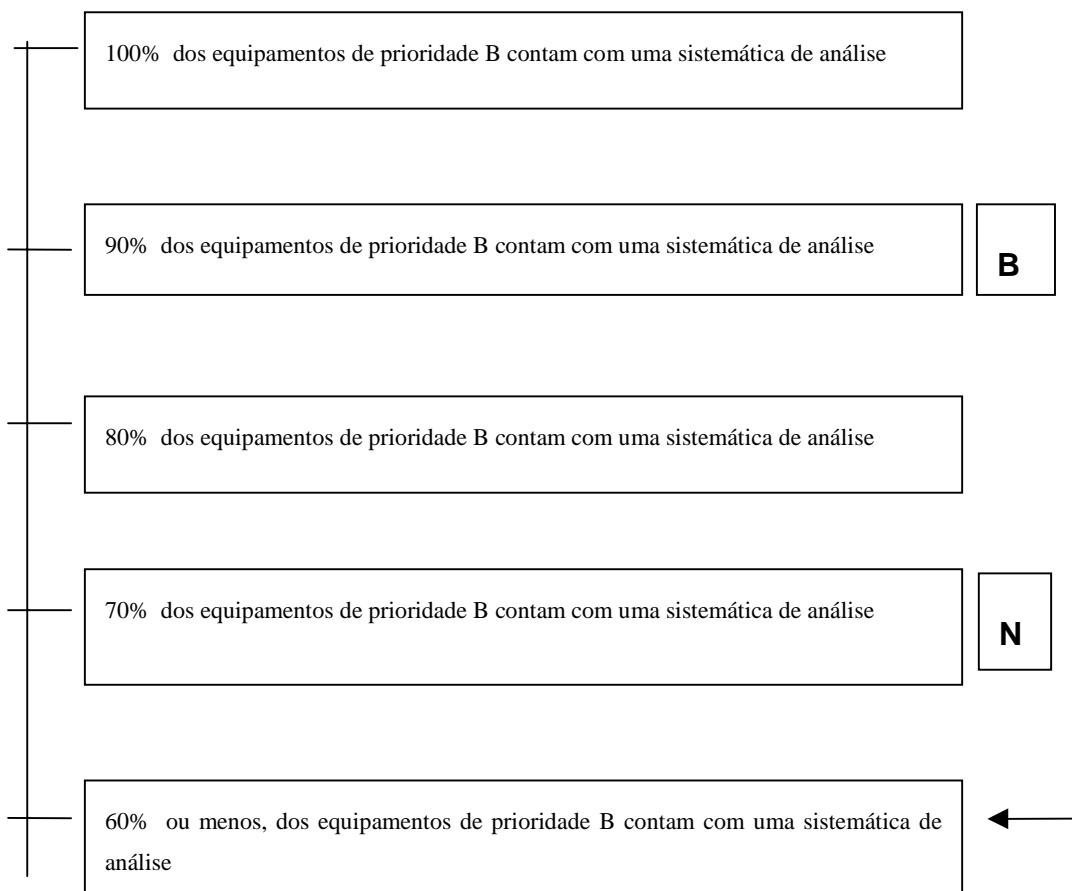 100% dos equipamentos de prioridade B contam com uma sistemática de análise
90% dos equipamentos de prioridade B contam com uma sistemática de análise
B
80% dos equipamentos de prioridade B contam com uma sistemática de análise
70% dos equipamentos de prioridade B contam com uma sistemática de análise
N
60% ou menos, dos equipamentos de prioridade B contam com uma sistemática de
análise